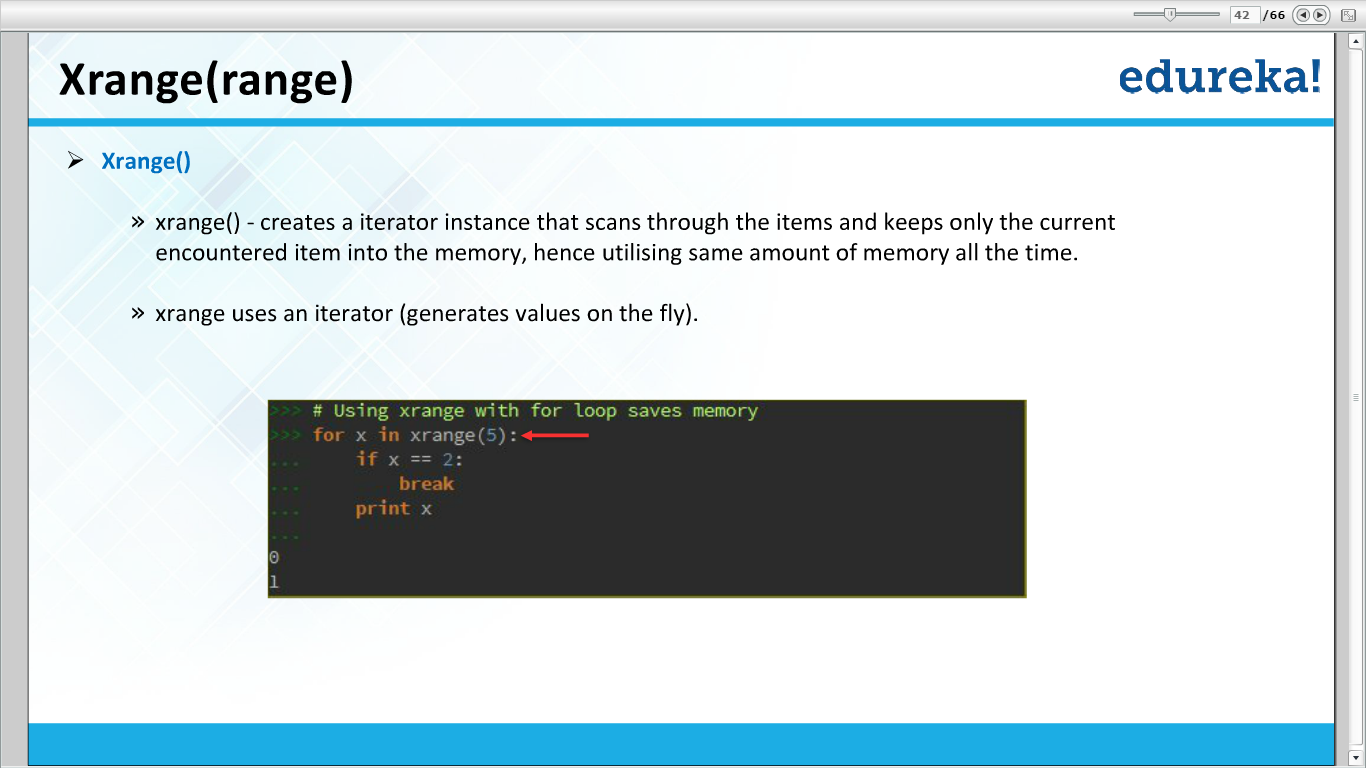 42 /66
Xrange(range)
edureka!
Xrange()
» xrange() - creates a iterator instance that scans through the items and keeps only the current
encountered item into the memory, hence utilising same amount of memory all the time.
» xrange uses an iterator (generates values on the fly).
>>> # Using xrange with for loop saves memory
>>> for x in xrange(5):
...     if x == 2:
...         break
...     print x
...
0
1